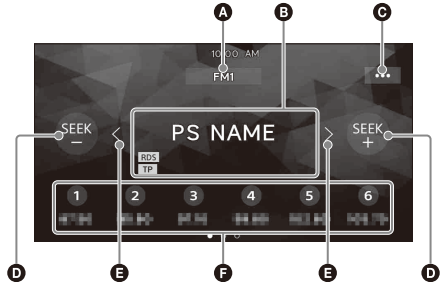 A B C
10:00 AM
FM1
SEEK − PS NAME SEEK +
RDS
TP
1 2 3 4 5 6
D E F E D